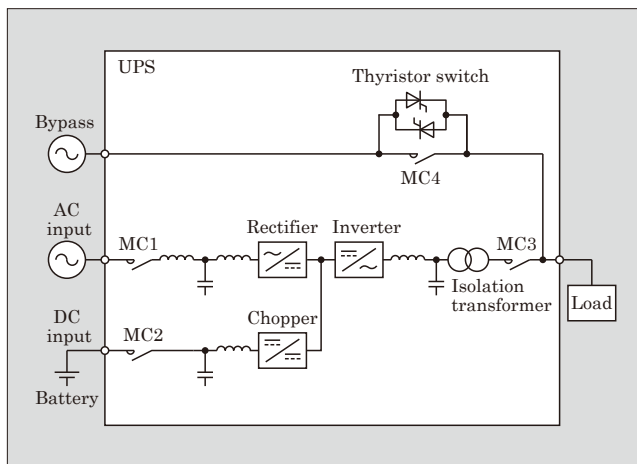 UPS
Thyristor switch
Bypass
MC4
AC
input
MC1
Rectifier
Inverter
MC3
Isolation
transformer
Load
DC
input
MC2
Chopper
Battery